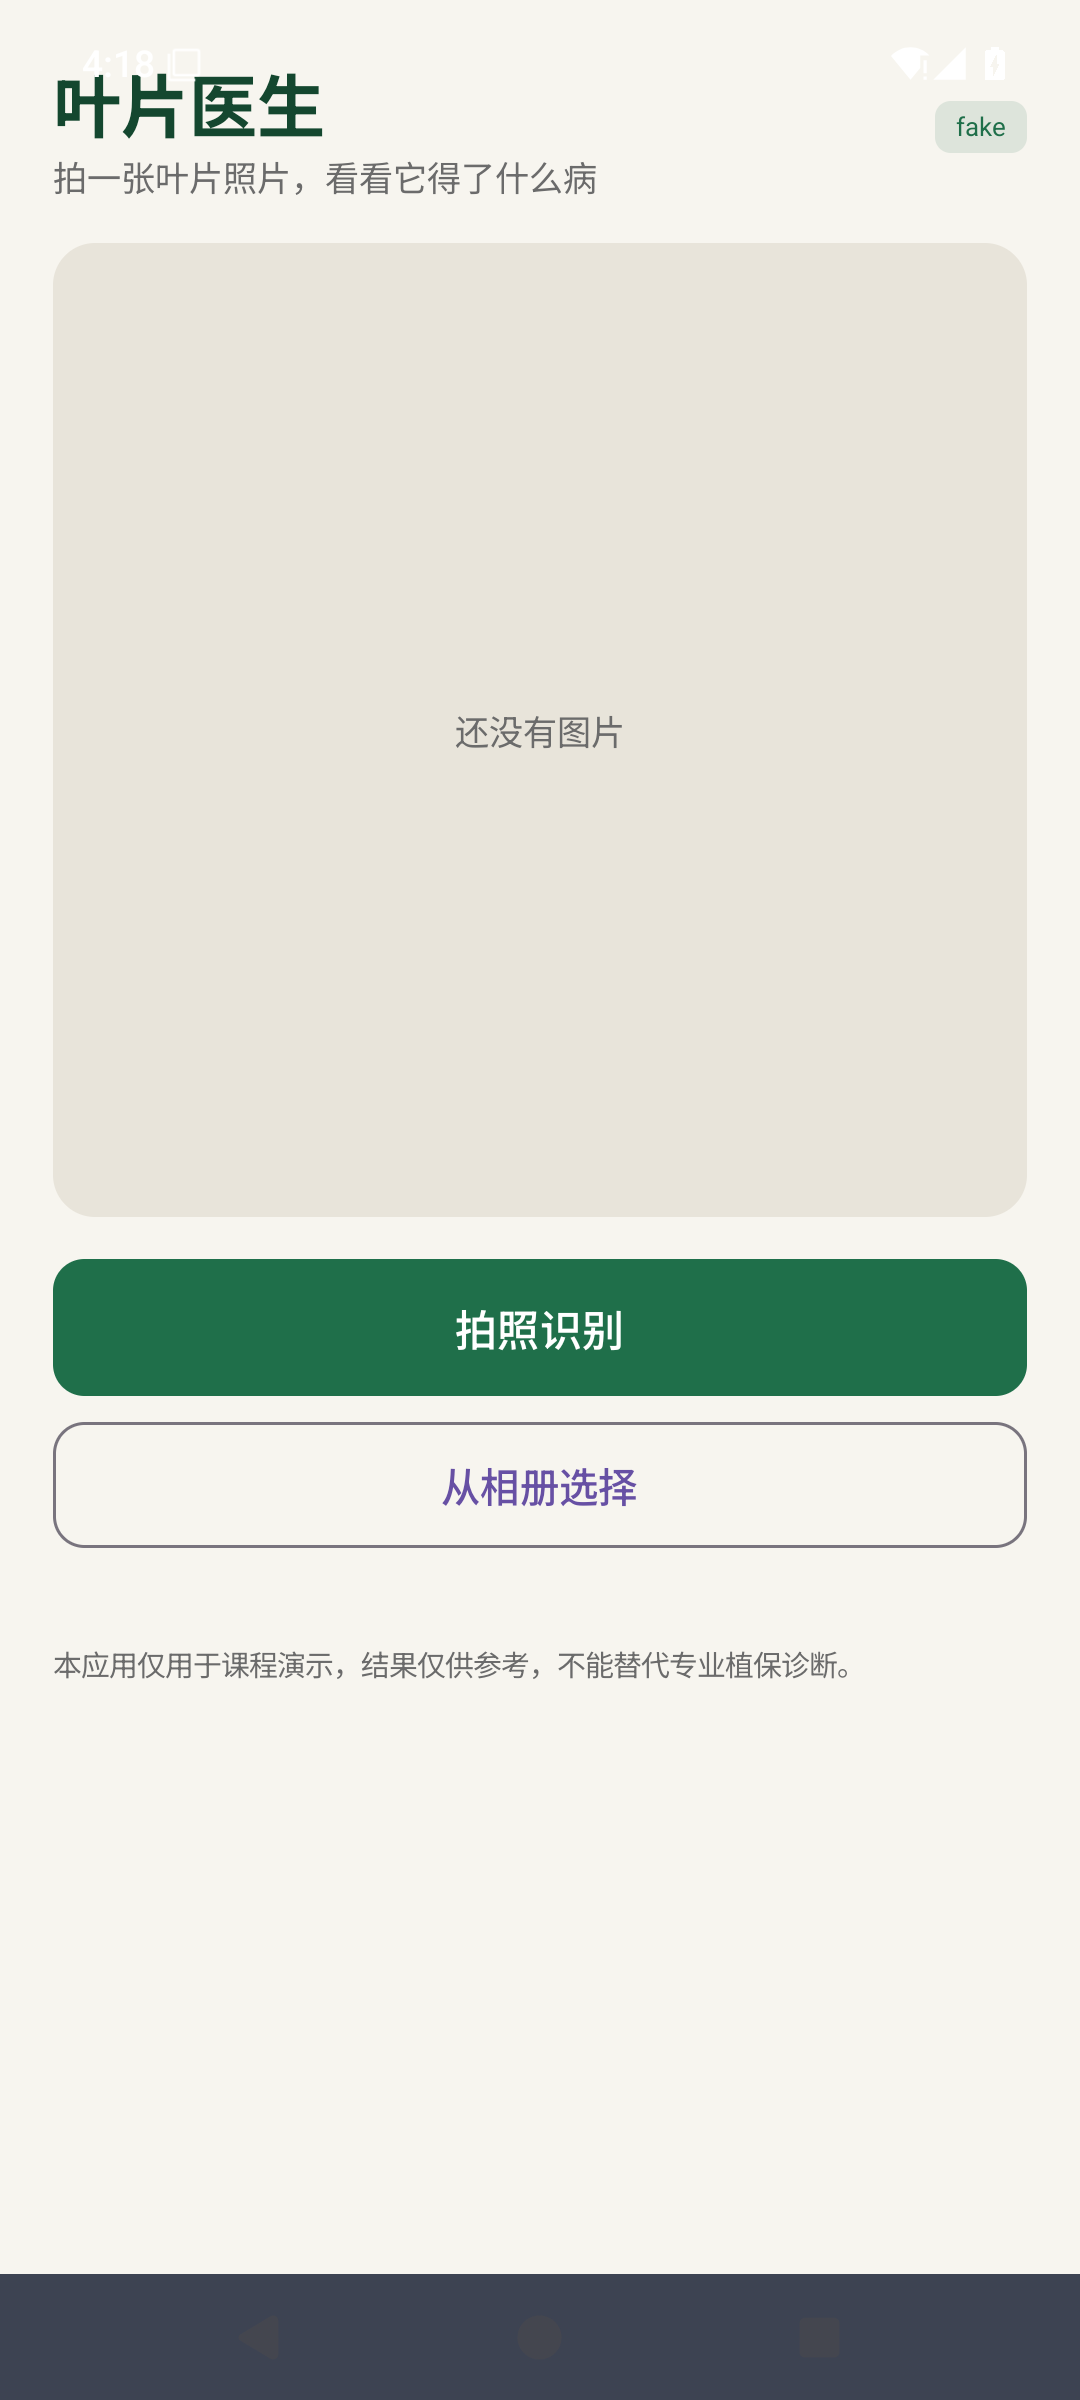 4:18
叶片医生
fake
拍一张叶片照片，看看它得了什么病
还没有图片
拍照识别
从相册选择
本应用仅用于课程演示，结果仅供参考，不能替代专业植保诊断。